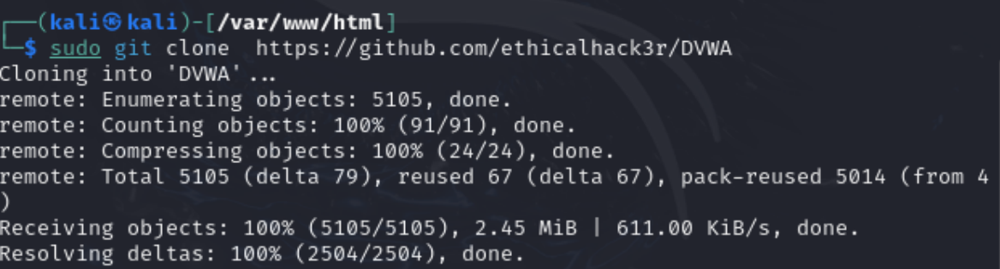 ┌──(kali㉿kali)-[/var/www/html]
└─$ sudo git clone  https://github.com/ethicalhack3r/DVWA
Cloning into 'DVWA'...
remote: Enumerating objects: 5105, done.
remote: Counting objects: 100% (91/91), done.
remote: Compressing objects: 100% (24/24), done.
remote: Total 5105 (delta 79), reused 67 (delta 67), pack-reused 5014 (from 4
)
Receiving objects: 100% (5105/5105), 2.45 MiB | 611.00 KiB/s, done.
Resolving deltas: 100% (2504/2504), done.